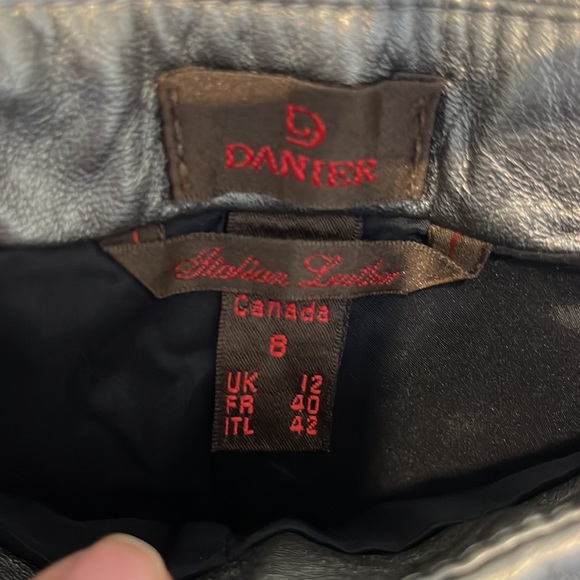 DANIER
Italian Leather
Canada
8
UK 12
FR 40
ITL 42